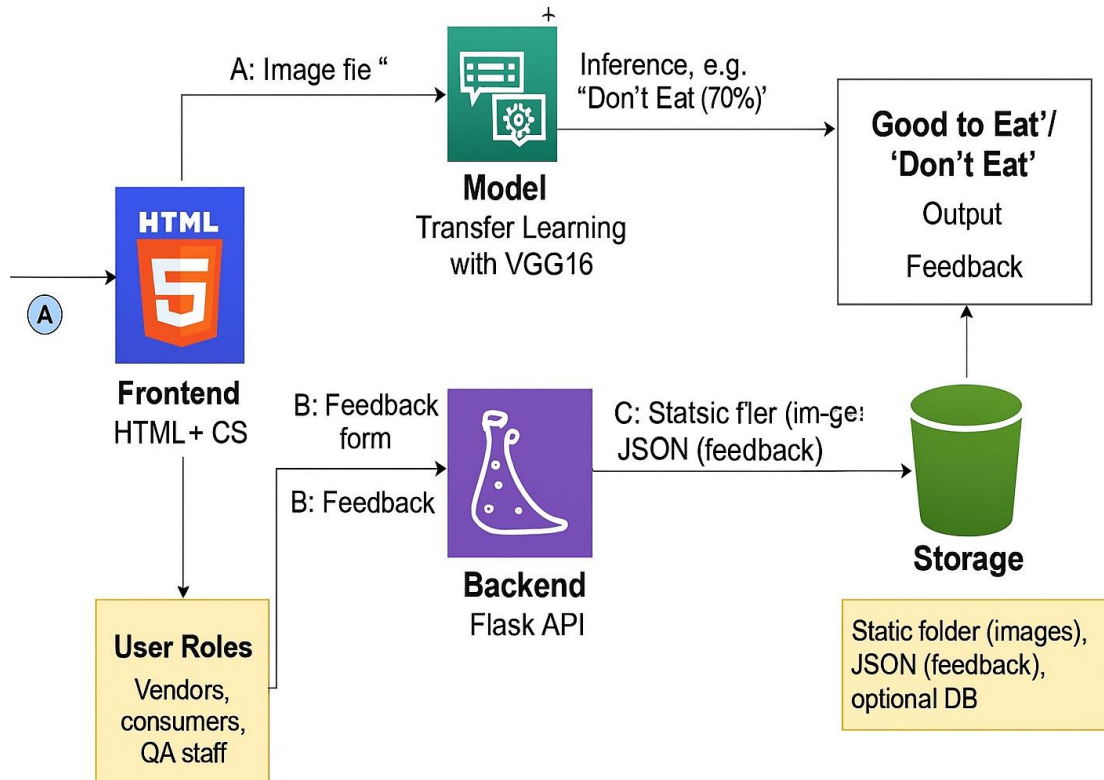 A: Image fie “
Inference, e.g.
“Don’t Eat (70%)’
Good to Eat’/
‘Don’t Eat’
Output
Feedback
Model
Transfer Learning
with VGG16
HTML
5
A
Frontend
HTML + CS
B: Feedback
form
B: Feedback
C: Statsic f'ler (im-ge:
JSON (feedback)
Backend
Flask API
Storage
User Roles
Vendors,
consumers,
QA staff
Static folder (images),
JSON (feedback),
optional DB